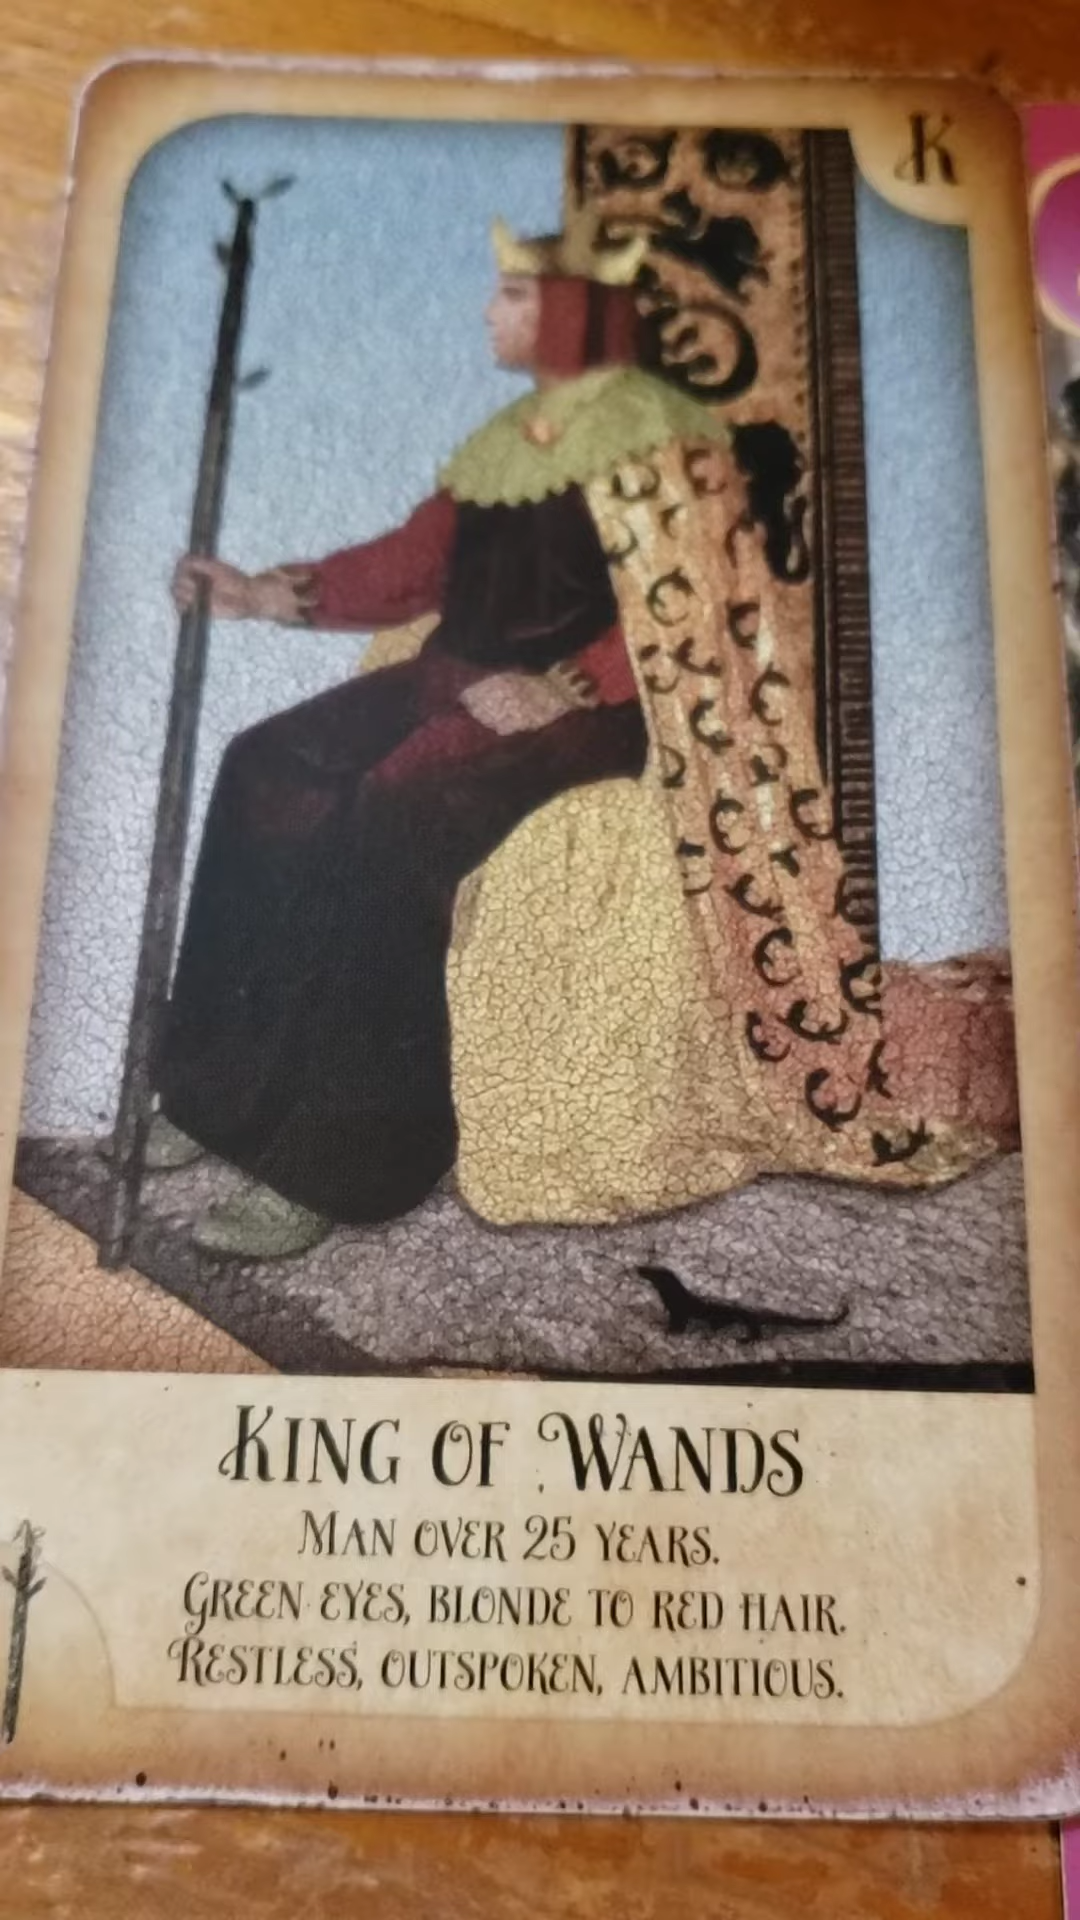 K
King of Wands
Man over 25 years.
Green eyes, blonde to red hair.
Restless, outspoken, ambitious.